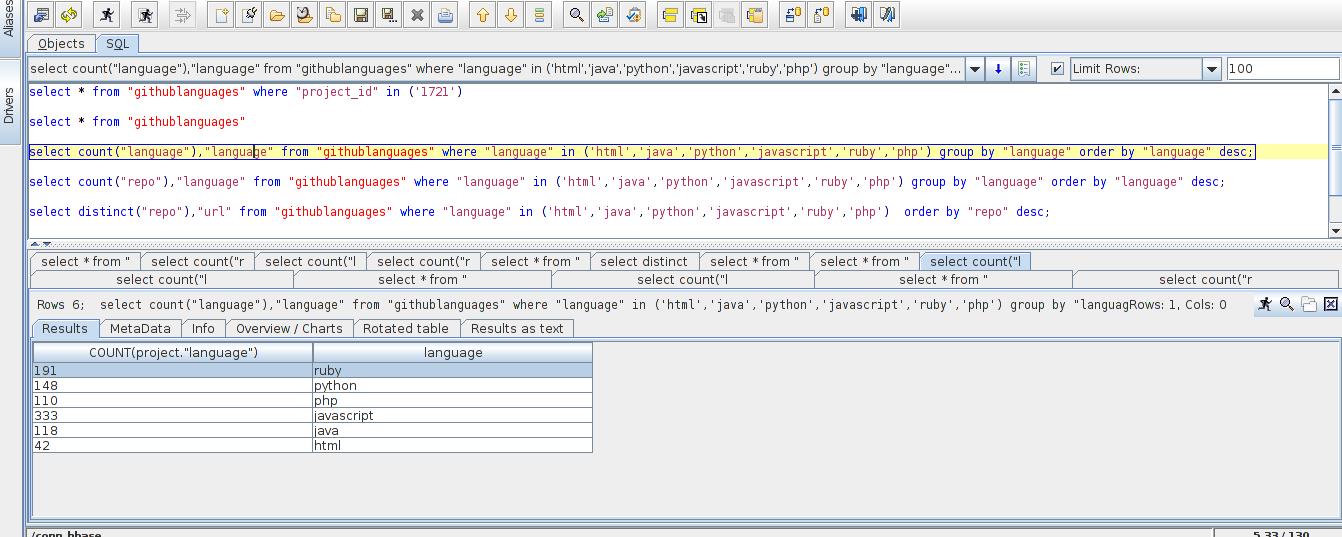 Aliases
Drivers
Objects SQL
select count("language"),"language" from "githublanguages" where "language" in ('html','java','python','javascript','ruby','php') group by "language"... Limit Rows: 100
select * from "githublanguages" where "project_id" in ('1721')
select * from "githublanguages"
select count("language"),"language" from "githublanguages" where "language" in ('html','java','python','javascript','ruby','php') group by "language" order by "language" desc;
select count("repo"),"language" from "githublanguages" where "language" in ('html','java','python','javascript','ruby','php') group by "language" order by "language" desc;
select distinct("repo"),"url" from "githublanguages" where "language" in ('html','java','python','javascript','ruby','php') order by "repo" desc;
select * from " select count("r select count("l select count("r select * from " select distinct select * from " select * from " select count("l
select count("l select * from " select count("l select * from " select count("r
Rows 6; select count("language"),"language" from "githublanguages" where "language" in ('html','java','python','javascript','ruby','php') group by "languagRows: 1, Cols: 0
Results MetaData Info Overview / Charts Rotated table Results as text
COUNT(project."language") language
191 ruby
148 python
110 php
333 javascript
118 java
42 html
/conn_hbase 5,33/130